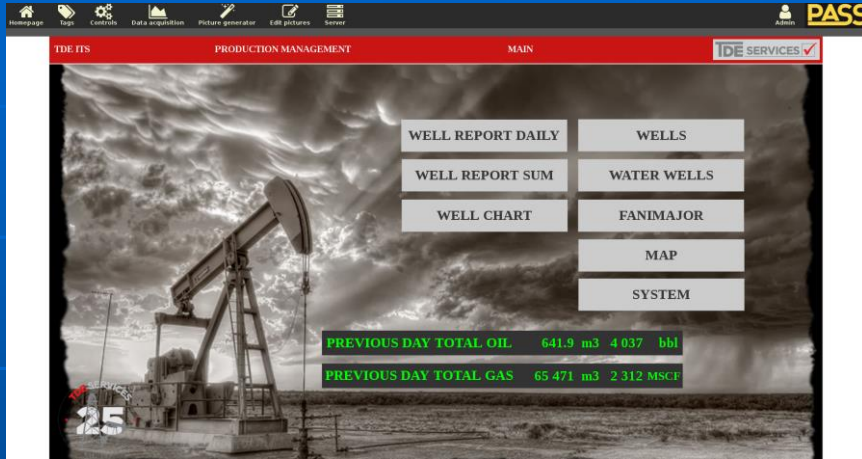 Homepage Tags Controls Data acquisition Picture generator Edit pictures Server Admin PASS
TDE ITS PRODUCTION MANAGEMENT MAIN TDE SERVICES
WELL REPORT DAILY WELLS
WELL REPORT SUM WATER WELLS
WELL CHART FANIMAJOR
MAP
SYSTEM
PREVIOUS DAY TOTAL OIL 641.9 m3 4 037 bbl
PREVIOUS DAY TOTAL GAS 65 471 m3 2 312 MSCF
TDE SERVICES
25